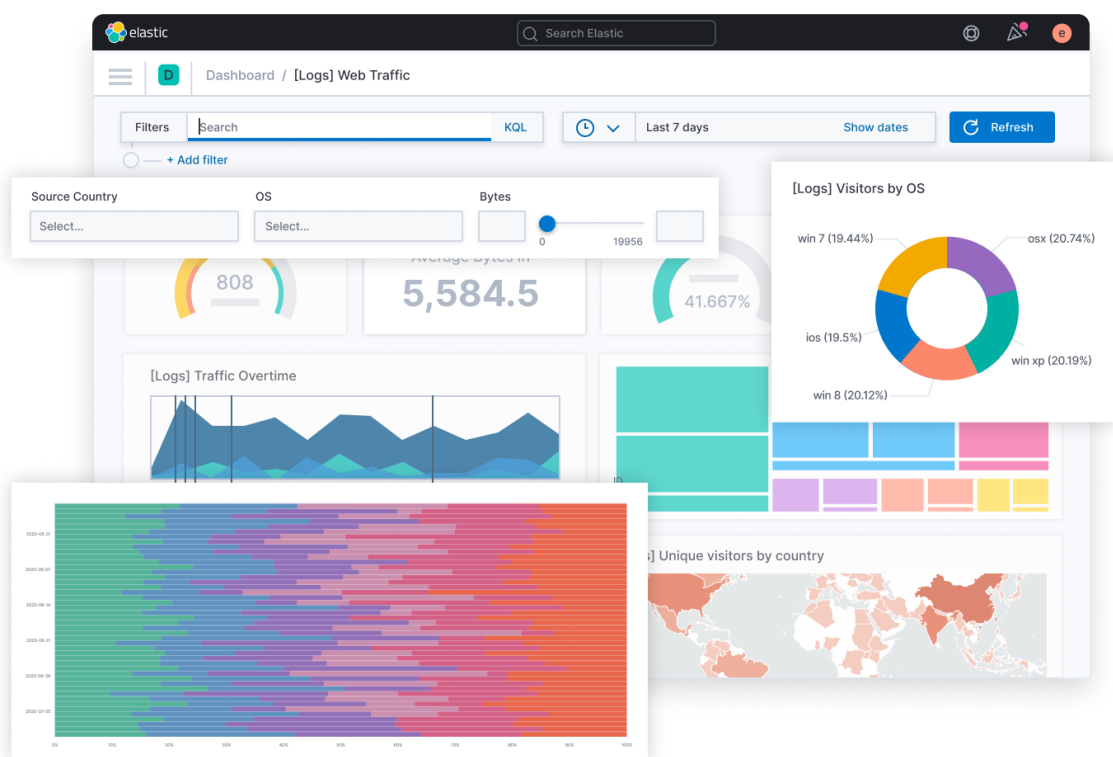 elastic
Search Elastic
e
D
Dashboard / [Logs] Web Traffic
Filters
Search
KQL
Last 7 days
Show dates
Refresh
+ Add filter
Source Country
OS
Bytes
Select...
Select...
0
19956
808
Average Bytes In
5,584.5
41.667%
[Logs] Visitors by OS
win 7 (19.44%)
osx (20.74%)
ios (19.5%)
win xp (20.19%)
win 8 (20.12%)
[Logs] Traffic Overtime
s] Unique visitors by country
0%
10%
20%
30%
40%
50%
60%
70%
80%
90%
100%